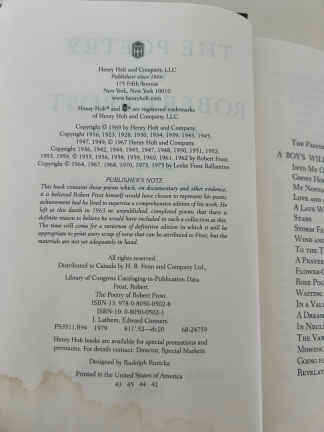 Henry Holt and Company, LLC
Publishers since 1866
175 Fifth Avenue
New York, New York 10010
www.henryholt.com
Henry Holt® and ® are registered trademarks
of Henry Holt and Company, LLC.
Copyright © 1969 by Henry Holt and Company.
Copyright 1916, 1923, 1928, 1930, 1934, 1939, 1943, 1945,
1947, 1949, © 1967 Henry Holt and Company.
Copyright 1936, 1942, 1944, 1945, 1947, 1948, 1950, 1951, 1952,
1953, 1954, © 1955, 1956, 1958, 1959, 1960, 1961, 1962 by Robert Frost.
Copyright © 1964, 1967, 1968, 1970, 1973, 1975 by Lesley Frost Ballantine.
PUBLISHER'S NOTE
This book contains those poems which, on documentary and other evidence,
it is believed Robert Frost himself would have chosen to represent his poetic
achievement had he lived to supervise a comprehensive edition of his work. He
left at his death in 1963 no unpublished, completed poems that there is
definite reason to believe he would have included in such a collection as this.
The time will come for a variorum of definitive edition in which it will be
appropriate to print every scrap of verse that can be attributed to Frost, but the
materials are not yet adequately in hand.
All rights reserved.
Distributed in Canada by H. B. Fenn and Company Ltd.,
Library of Congress Cataloging-in-Publication Data
Frost, Robert.
The Poetry of Robert Frost.
ISBN-13: 978-0-8050-0502-8
ISBN-10: 0-8050-0502-1
I. Lathem, Edward Connery.
PS3511.R94 1979 811'.52—dc20 68-24759
Henry Holt books are available for special promotions and
premiums. For details contact: Director, Special Markets.
Designed by Rudolph Ruzicka
Printed in the United States of America
43 45 44 42
A BOY'S WILL
INTO MY
GHOST
MY
LOVE AND
A LATE
STARS
STORM
WIND AND
TO THE
A PRAYER
FLOWER
ROSE
WAITING
IN A
A DREAM
IN
THE
MOWING
GOING